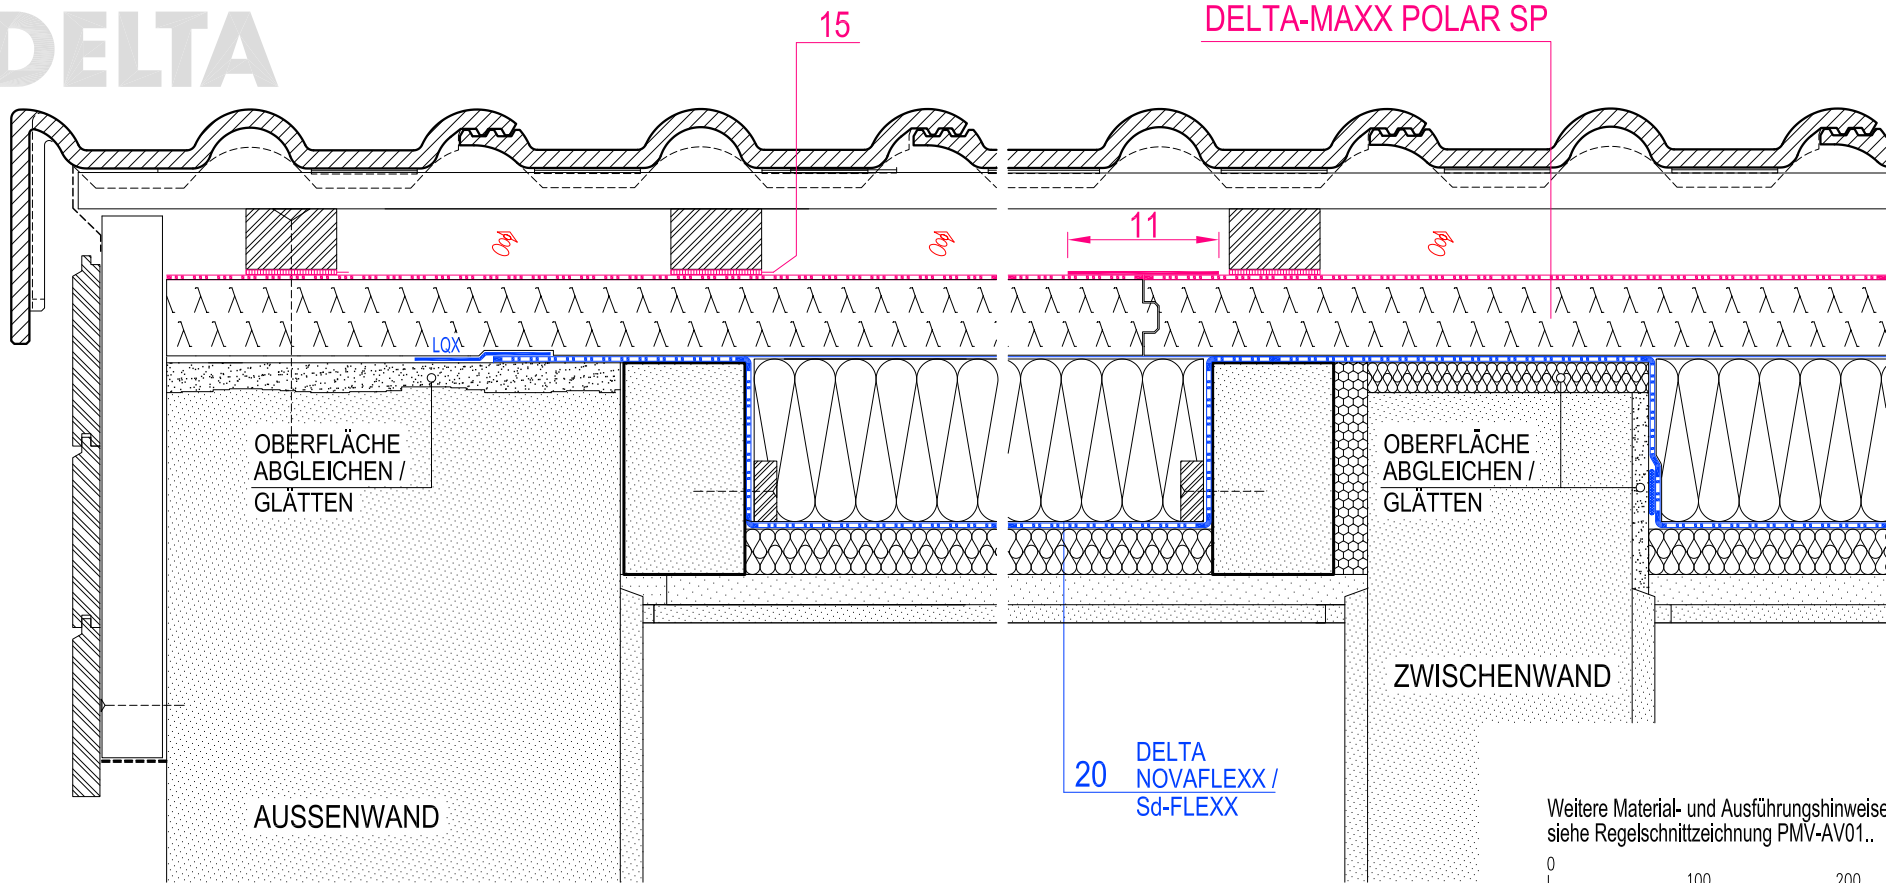 DELTA
15
DELTA-MAXX POLAR SP
11
LQX
OBERFLÄCHE
ABGLEICHEN /
GLÄTTEN
OBERFLÄCHE
ABGLEICHEN /
GLÄTTEN
ZWISCHENWAND
20
DELTA
NOVAFLEXX /
Sd-FLEXX
AUSSENWAND
Weitere Material- und Ausführungshinweise
siehe Regelschnittzeichnung PMV-AV01..
0
100
200